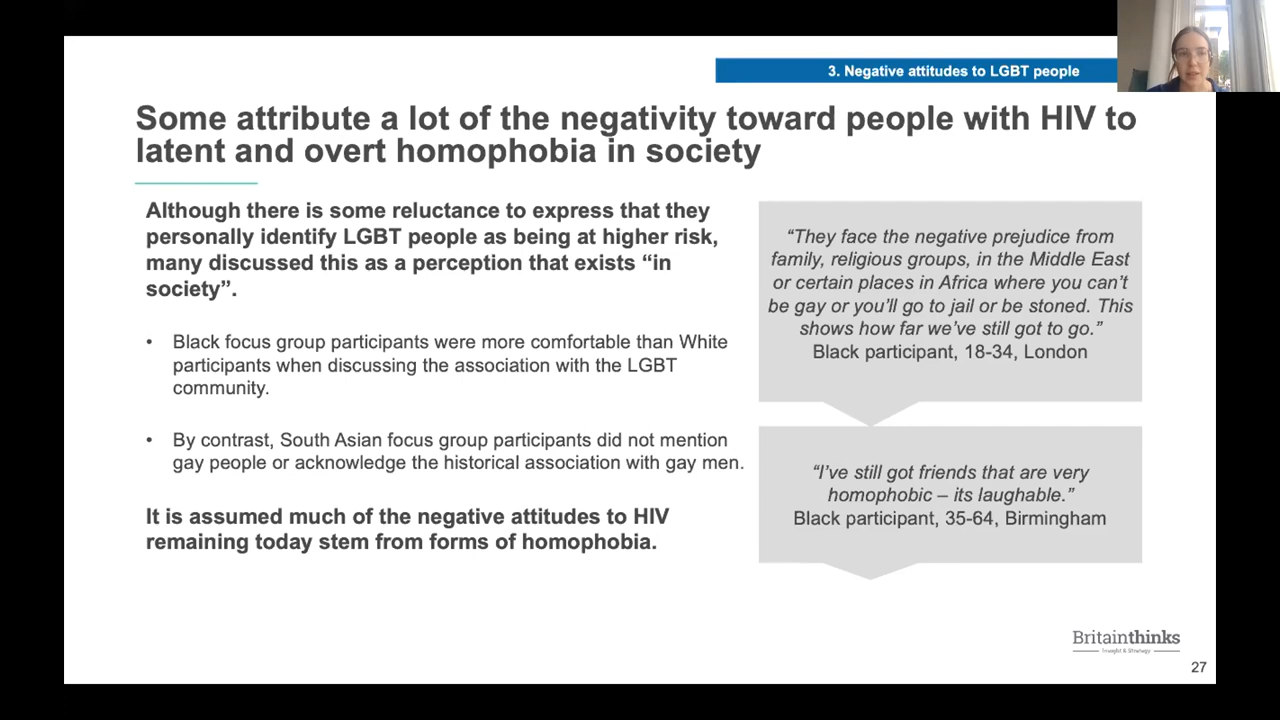 3. Negative attitudes to LGBT people
Some attribute a lot of the negativity toward people with HIV to
latent and overt homophobia in society
Although there is some reluctance to express that they
personally identify LGBT people as being at higher risk,
many discussed this as a perception that exists “in
society”.
• Black focus group participants were more comfortable than White
participants when discussing the association with the LGBT
community.
• By contrast, South Asian focus group participants did not mention
gay people or acknowledge the historical association with gay men.
It is assumed much of the negative attitudes to HIV
remaining today stem from forms of homophobia.
“They face the negative prejudice from
family, religious groups, in the Middle East
or certain places in Africa where you can’t
be gay or you’ll go to jail or be stoned. This
shows how far we’ve still got to go.”
Black participant, 18-34, London
“I’ve still got friends that are very
homophobic – its laughable.”
Black participant, 35-64, Birmingham
Britainthinks
Insight & Strategy
27